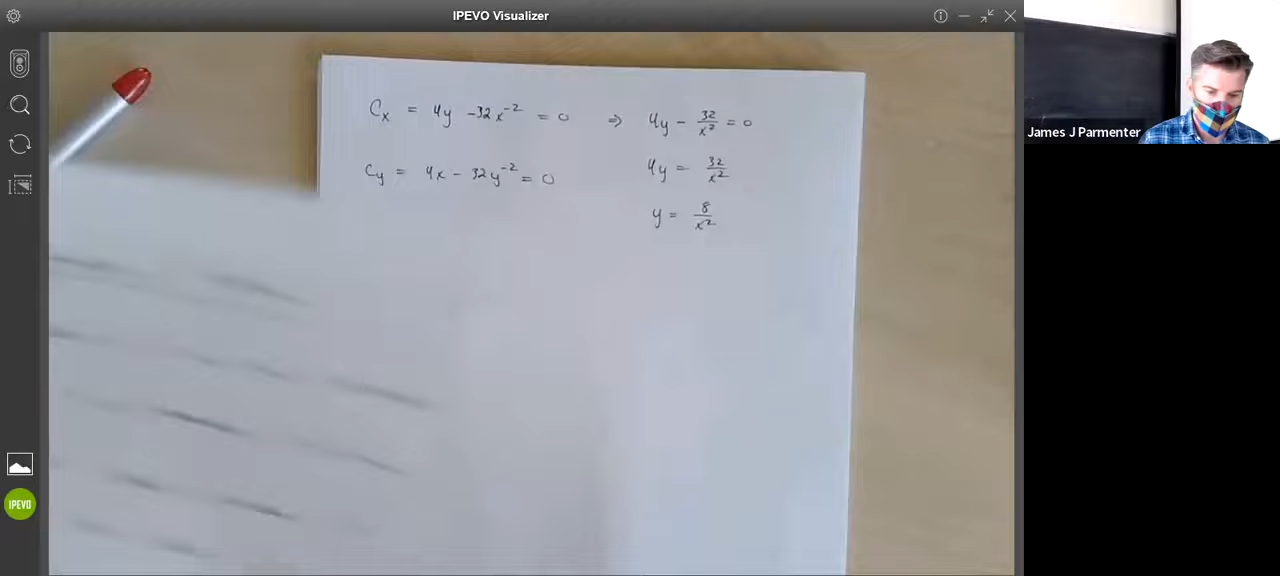 IPEVO Visualizer
James J Parmenter
Cx = 4y - 32x⁻² = 0 ⇒ 4y - 32/x² = 0
Cy = 4x - 32y⁻² = 0
4y = 32/x²
y = 8/x²
IPEVO